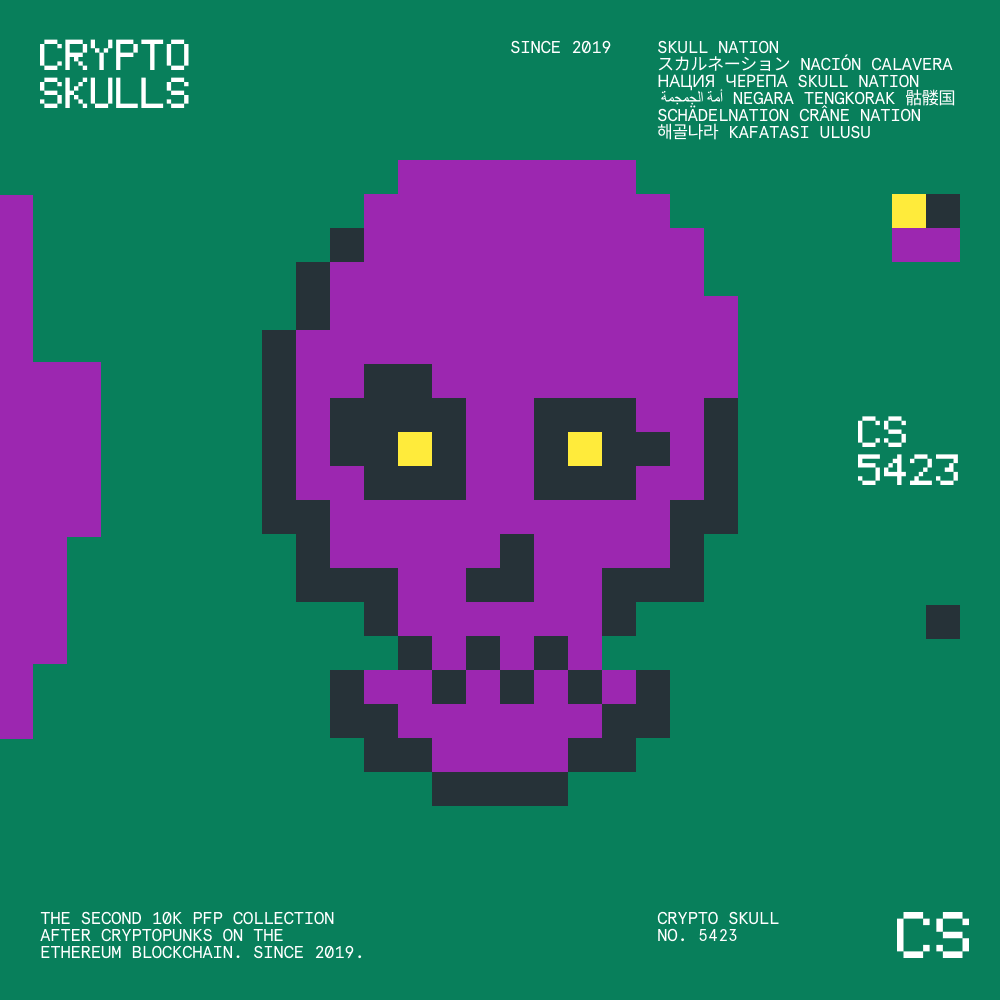 CRYPTO
SKULLS
SINCE 2019
SKULL NATION
スカルネーション NACIÓN CALAVERA
НАЦИЯ ЧЕРЕПА SKULL NATION
أمة الجمجمة NEGARA TENGKORAK 骷髅国
SCHÄDELNATION CRÂNE NATION
해골나라 KAFATASI ULUSU
CS
5423
THE SECOND 10K PFP COLLECTION
AFTER CRYPTOPUNKS ON THE
ETHEREUM BLOCKCHAIN. SINCE 2019.
CRYPTO SKULL
NO. 5423
CS